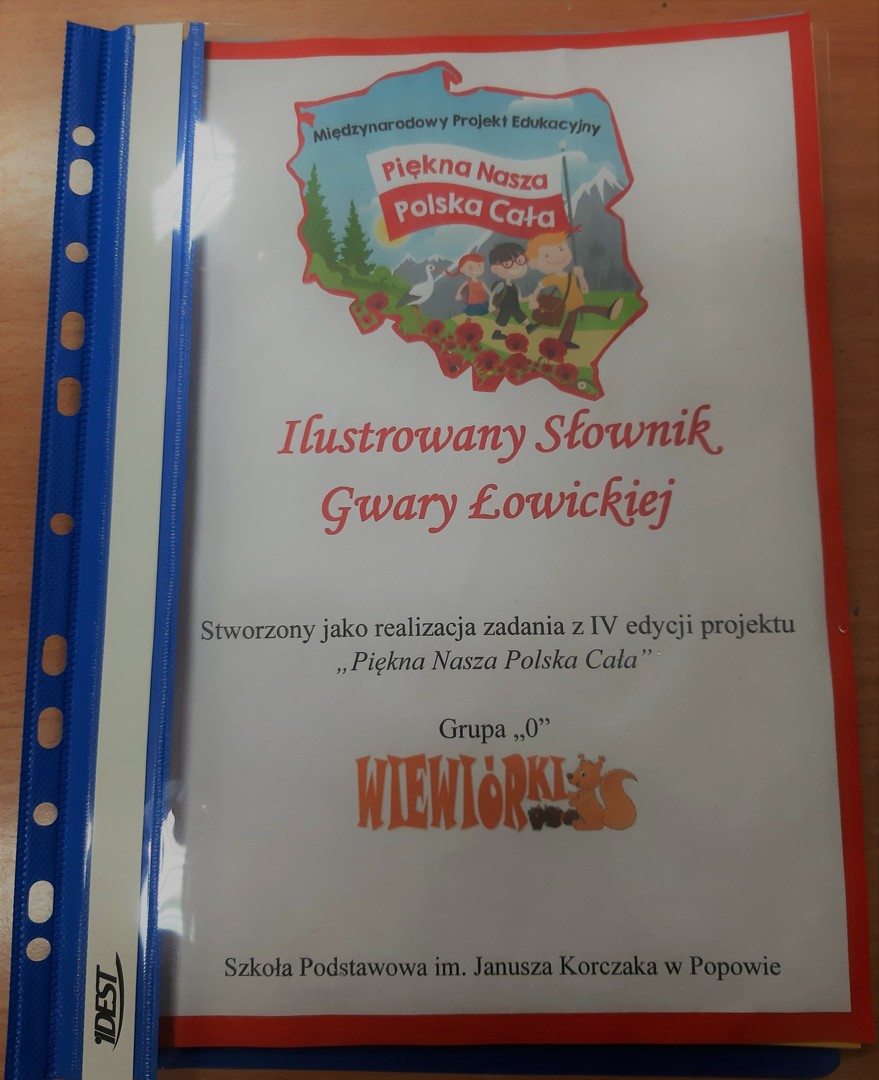 Międzynarodowy Projekt Edukacyjny
Piękna Nasza
Polska Cała
Ilustrowany Słownik
Gwary Łowickiej
Stworzony jako realizacja zadania z IV edycji projektu
„Piękna Nasza Polska Cała”
Grupa „0”
WIEWIÓRKI
Szkoła Podstawowa im. Janusza Korczaka w Popowie
IDEST